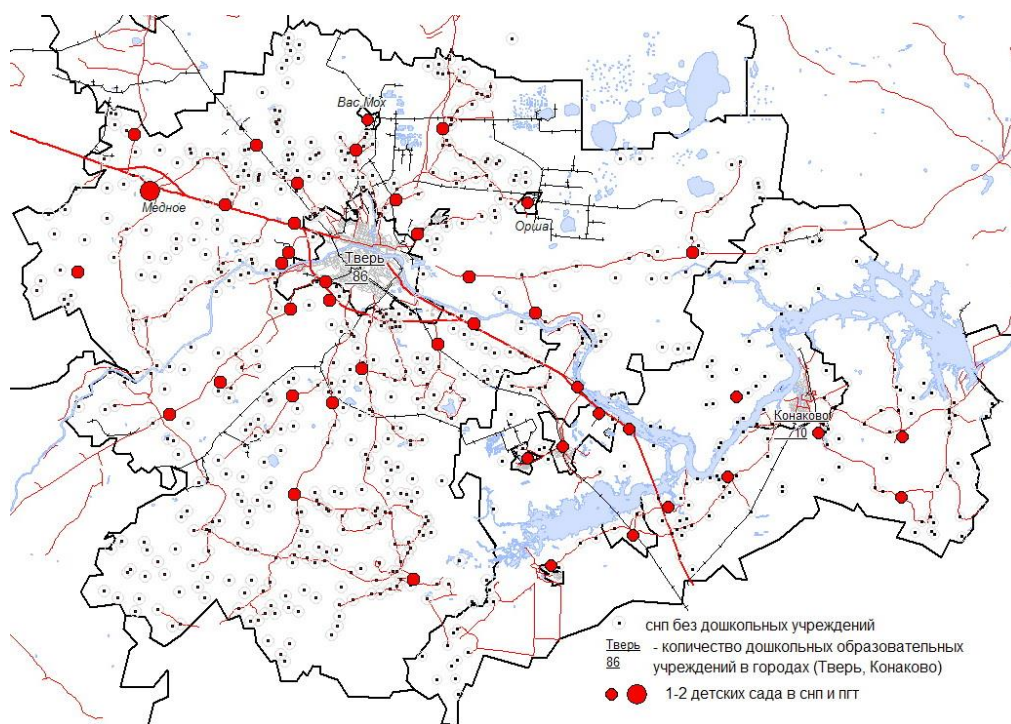 Вас.Мох
Медное
Орша
Тверь
86
Конаково
10
снп без дошкольных учреждений
Тверь - количество дошкольных образовательных
86 учреждений в городах (Тверь, Конаково)
1-2 детских сада в снп и пгт